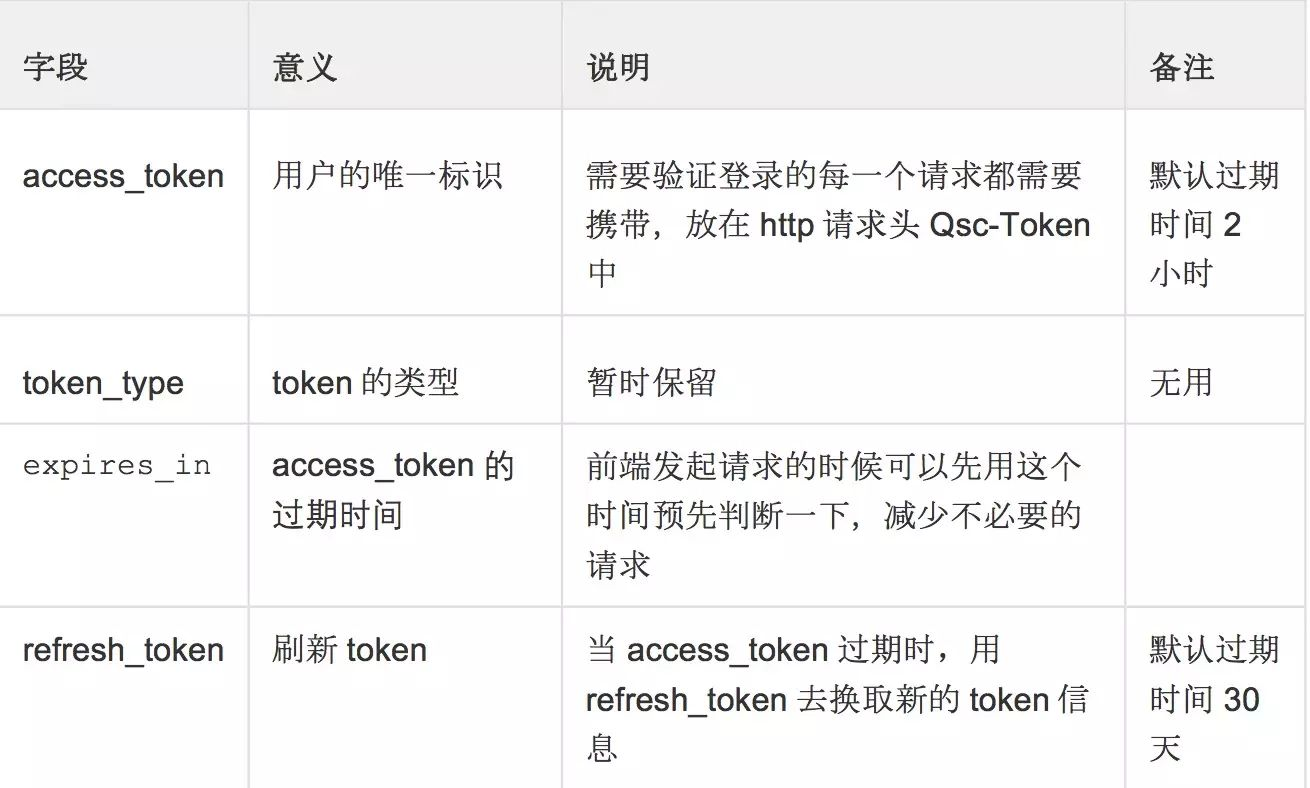 字段
意义
说明
备注
access_token
用户的唯一标识
需要验证登录的每一个请求都需要
携带，放在 http 请求头 Qsc-Token
中
默认过期
时间 2
小时
token_type
token 的类型
暂时保留
无用
expires_in
access_token 的
过期时间
前端发起请求的时候可以先用这个
时间预先判断一下，减少不必要的
请求
refresh_token
刷新 token
当 access_token 过期时，用
refresh_token 去换取新的 token 信
息
默认过期
时间 30
天